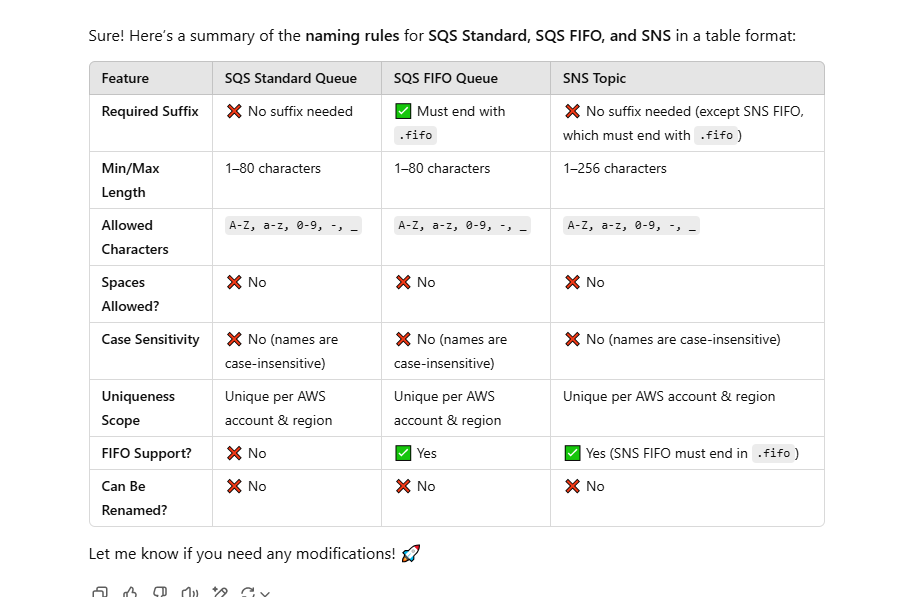 Sure! Here's a summary of the naming rules for SQS Standard, SQS FIFO, and SNS in a table format:
Feature SQS Standard Queue SQS FIFO Queue SNS Topic
Required Suffix ❌ No suffix needed ✅ Must end with .fifo ❌ No suffix needed (except SNS FIFO, which must end with .fifo)
Min/Max Length 1–80 characters 1–80 characters 1–256 characters
Allowed Characters A-Z, a-z, 0-9, -, _ A-Z, a-z, 0-9, -, _ A-Z, a-z, 0-9, -, _
Spaces Allowed? ❌ No ❌ No ❌ No
Case Sensitivity ❌ No (names are case-insensitive) ❌ No (names are case-insensitive) ❌ No (names are case-insensitive)
Uniqueness Scope Unique per AWS account & region Unique per AWS account & region Unique per AWS account & region
FIFO Support? ❌ No ✅ Yes ✅ Yes (SNS FIFO must end in .fifo)
Can Be Renamed? ❌ No ❌ No ❌ No
Let me know if you need any modifications! 🚀